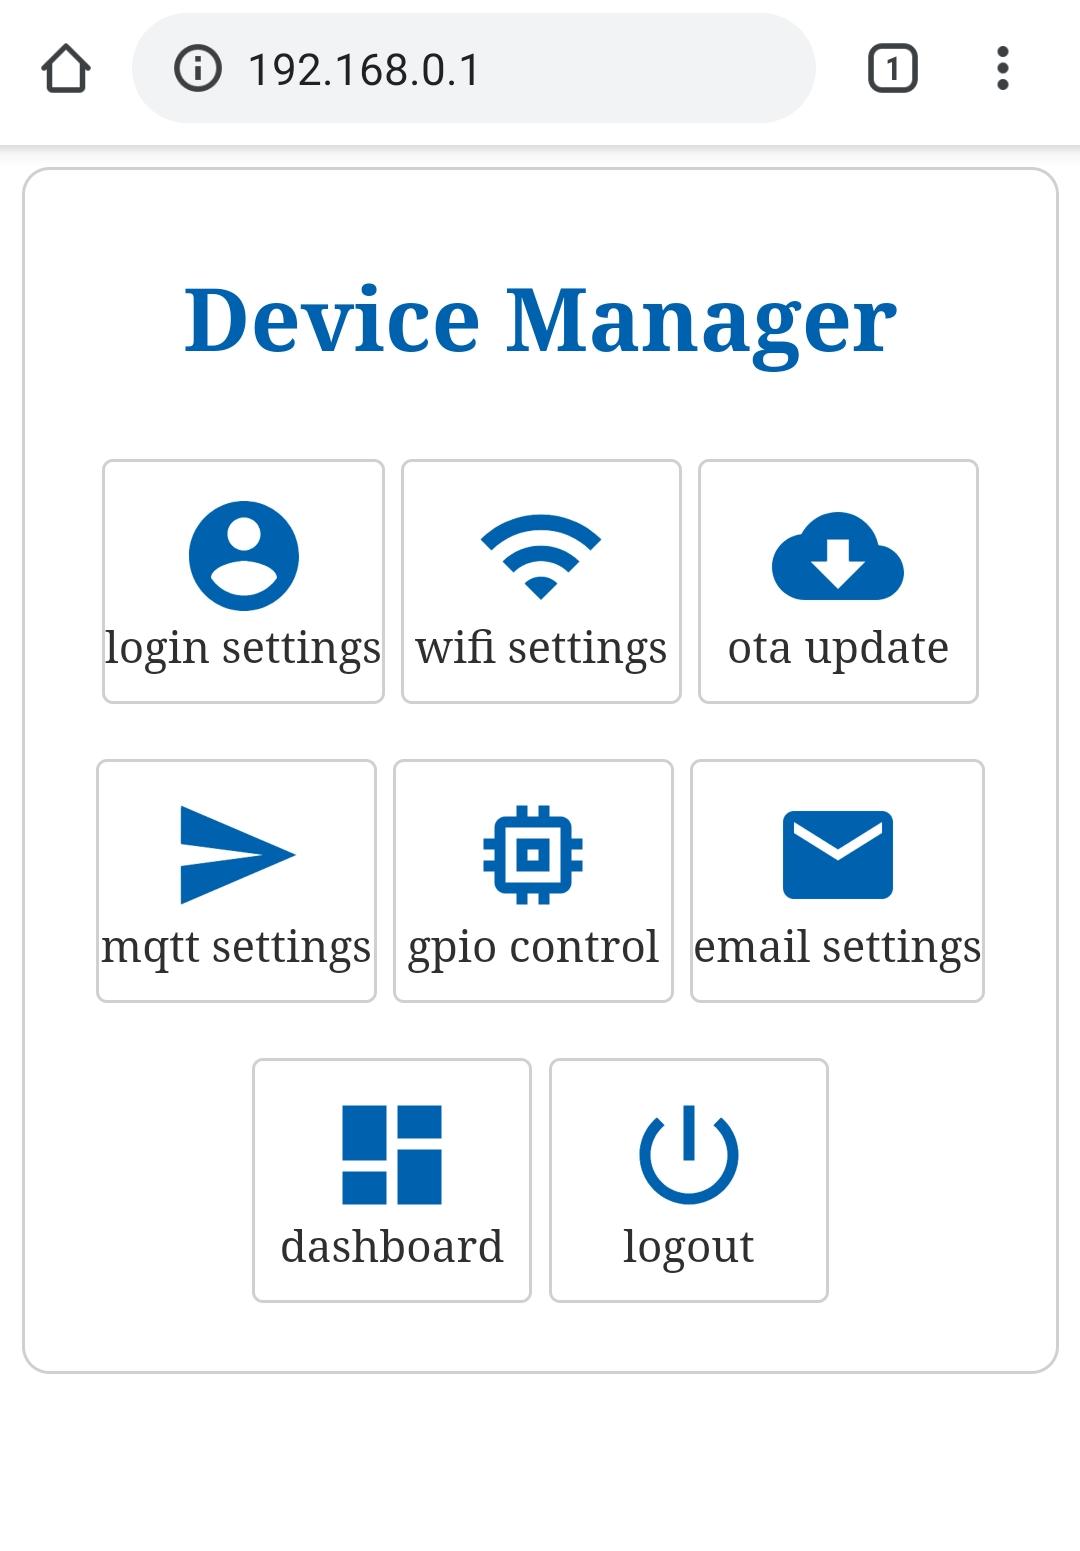 192.168.0.1
1
Device Manager
login settings
wifi settings
ota update
mqtt settings
gpio control
email settings
dashboard
logout